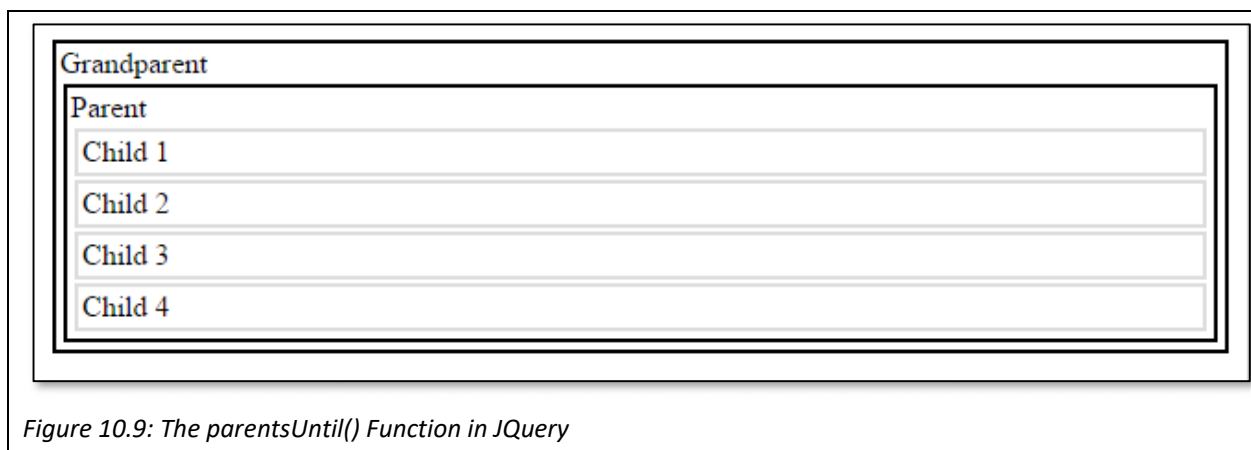 Grandparent
Parent
Child 1
Child 2
Child 3
Child 4
Figure 10.9: The parentsUntil() Function in JQuery